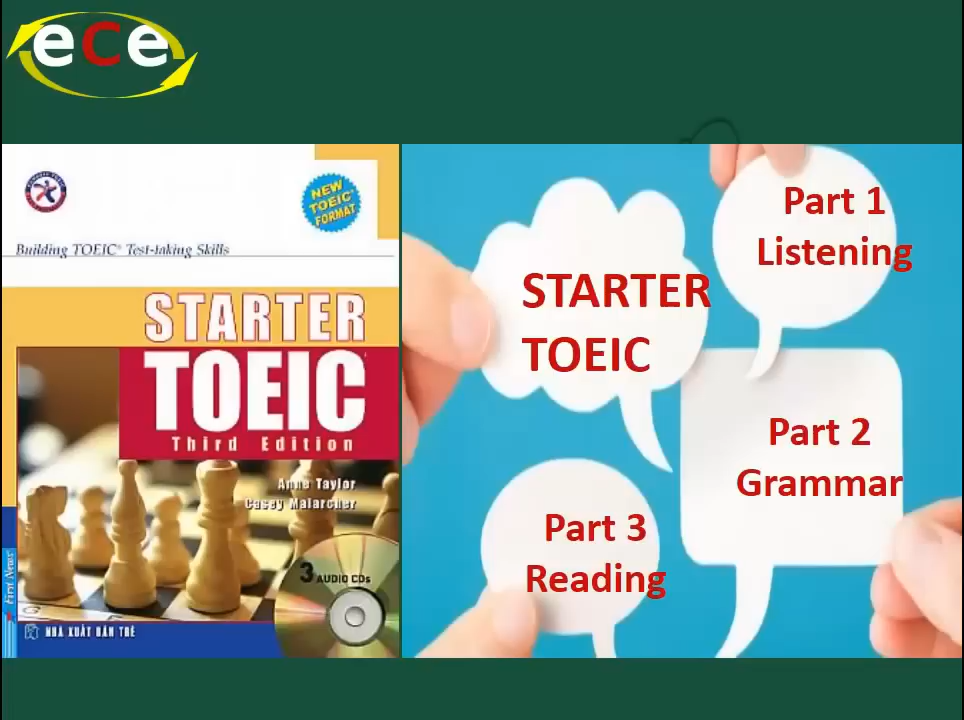 ece
NEW
TOEIC
FORMAT
Building TOEIC® Test-taking Skills
STARTER
TOEIC
Third Edition
Anne Taylor
Casey Malarcher
3 AUDIO CDs
First News
NHÀ XUẤT BẢN TRẺ
STARTER
TOEIC
Part 1
Listening
Part 2
Grammar
Part 3
Reading